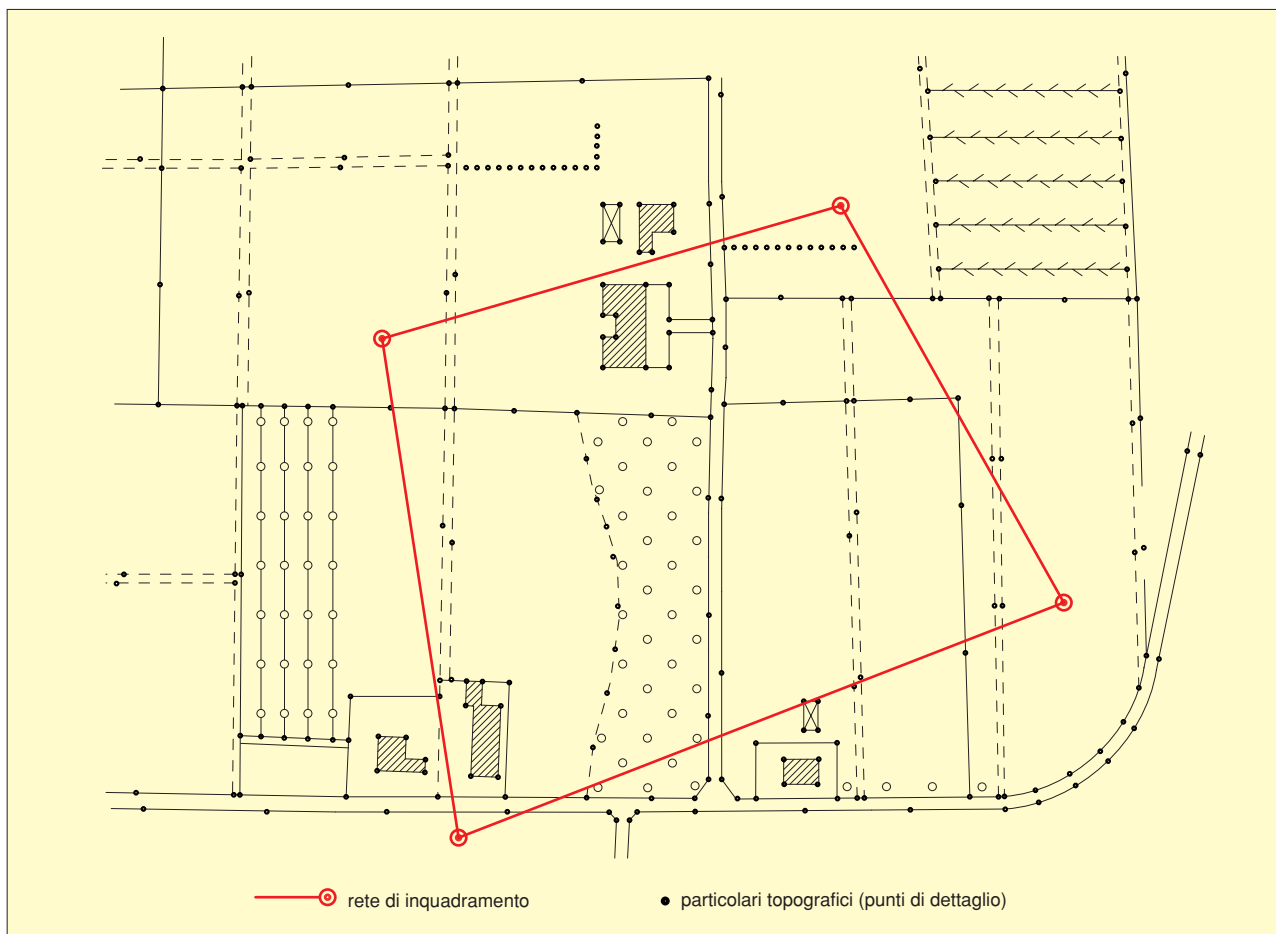 rete di inquadramento
particolari topografici (punti di dettaglio)